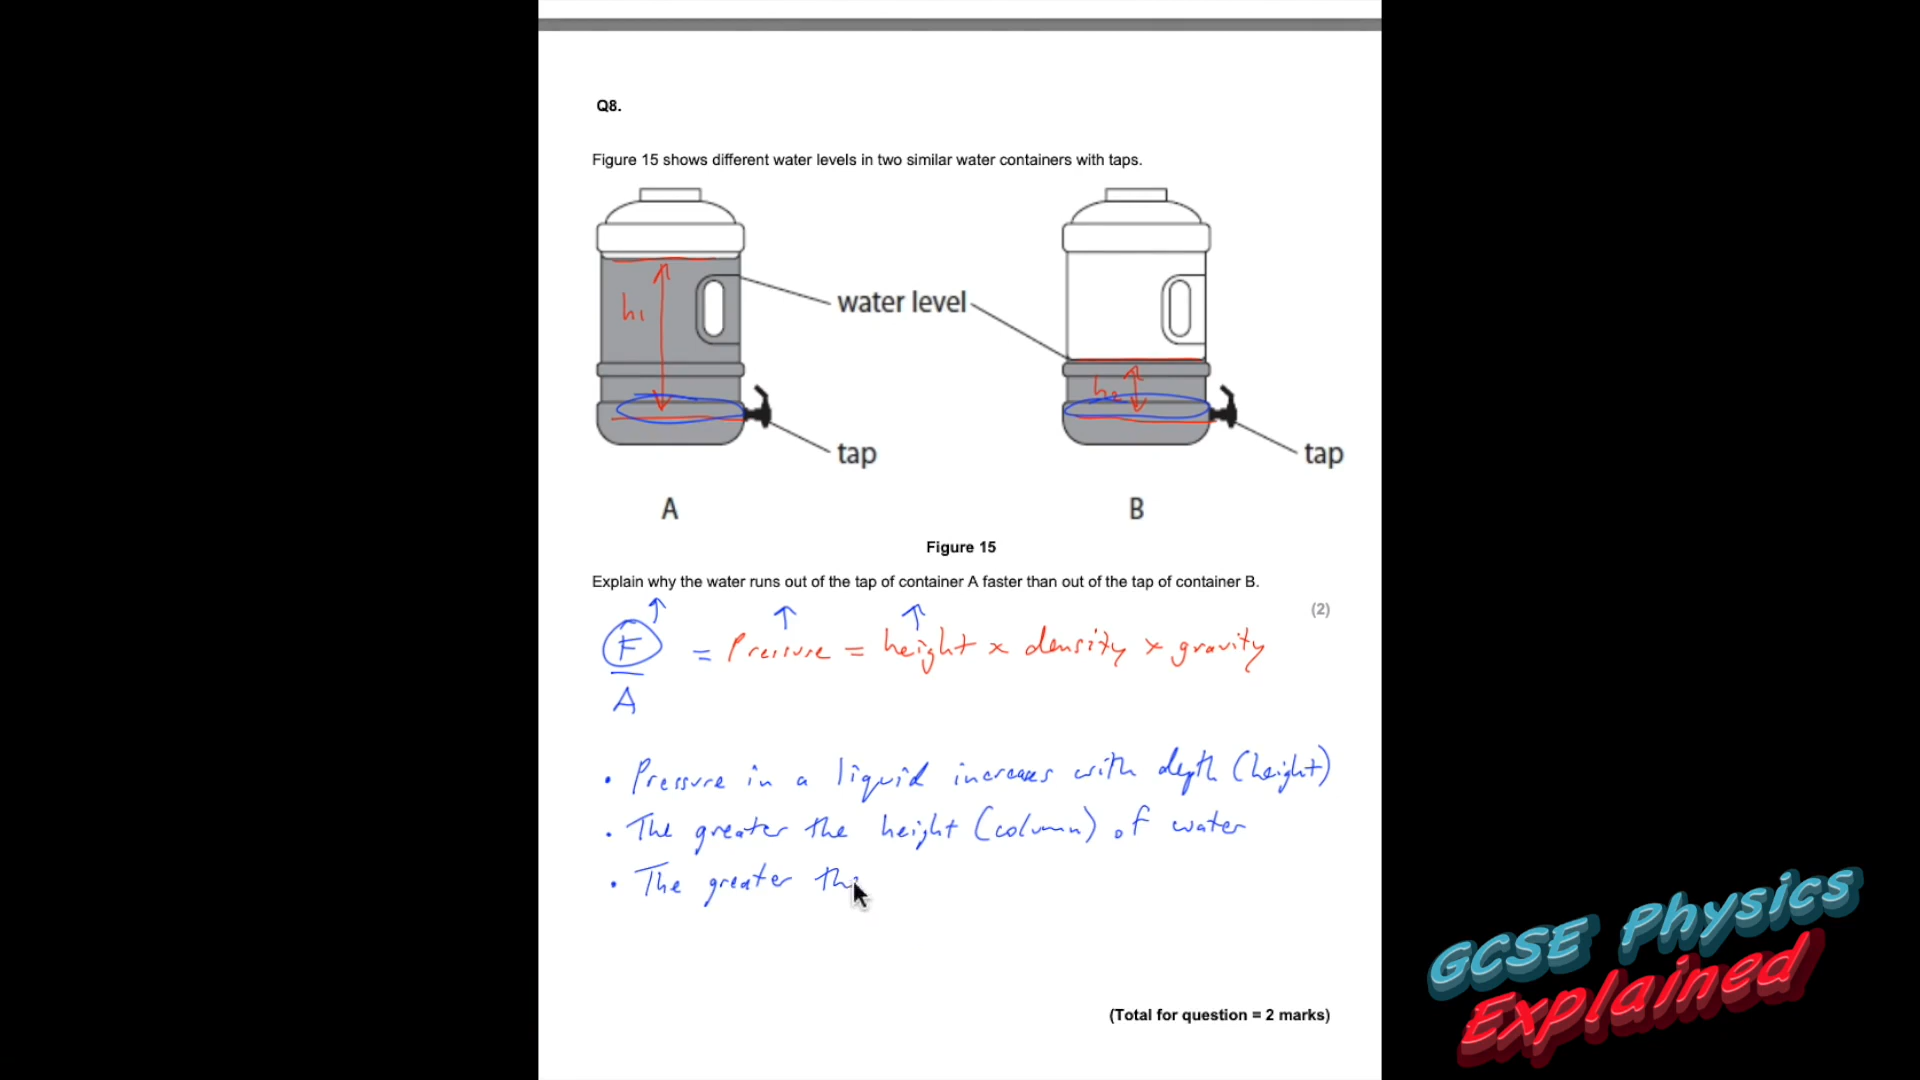 Q8.
Figure 15 shows different water levels in two similar water containers with taps.
h₁
water level
h₂
tap
tap
A
B
Figure 15
Explain why the water runs out of the tap of container A faster than out of the tap of container B.
(2)
F/A = Pressure = height × density × gravity
• Pressure in a liquid increases with depth (height)
• The greater the height (column) of water
• The greater th
(Total for question = 2 marks)
GCSE Physics
Explained